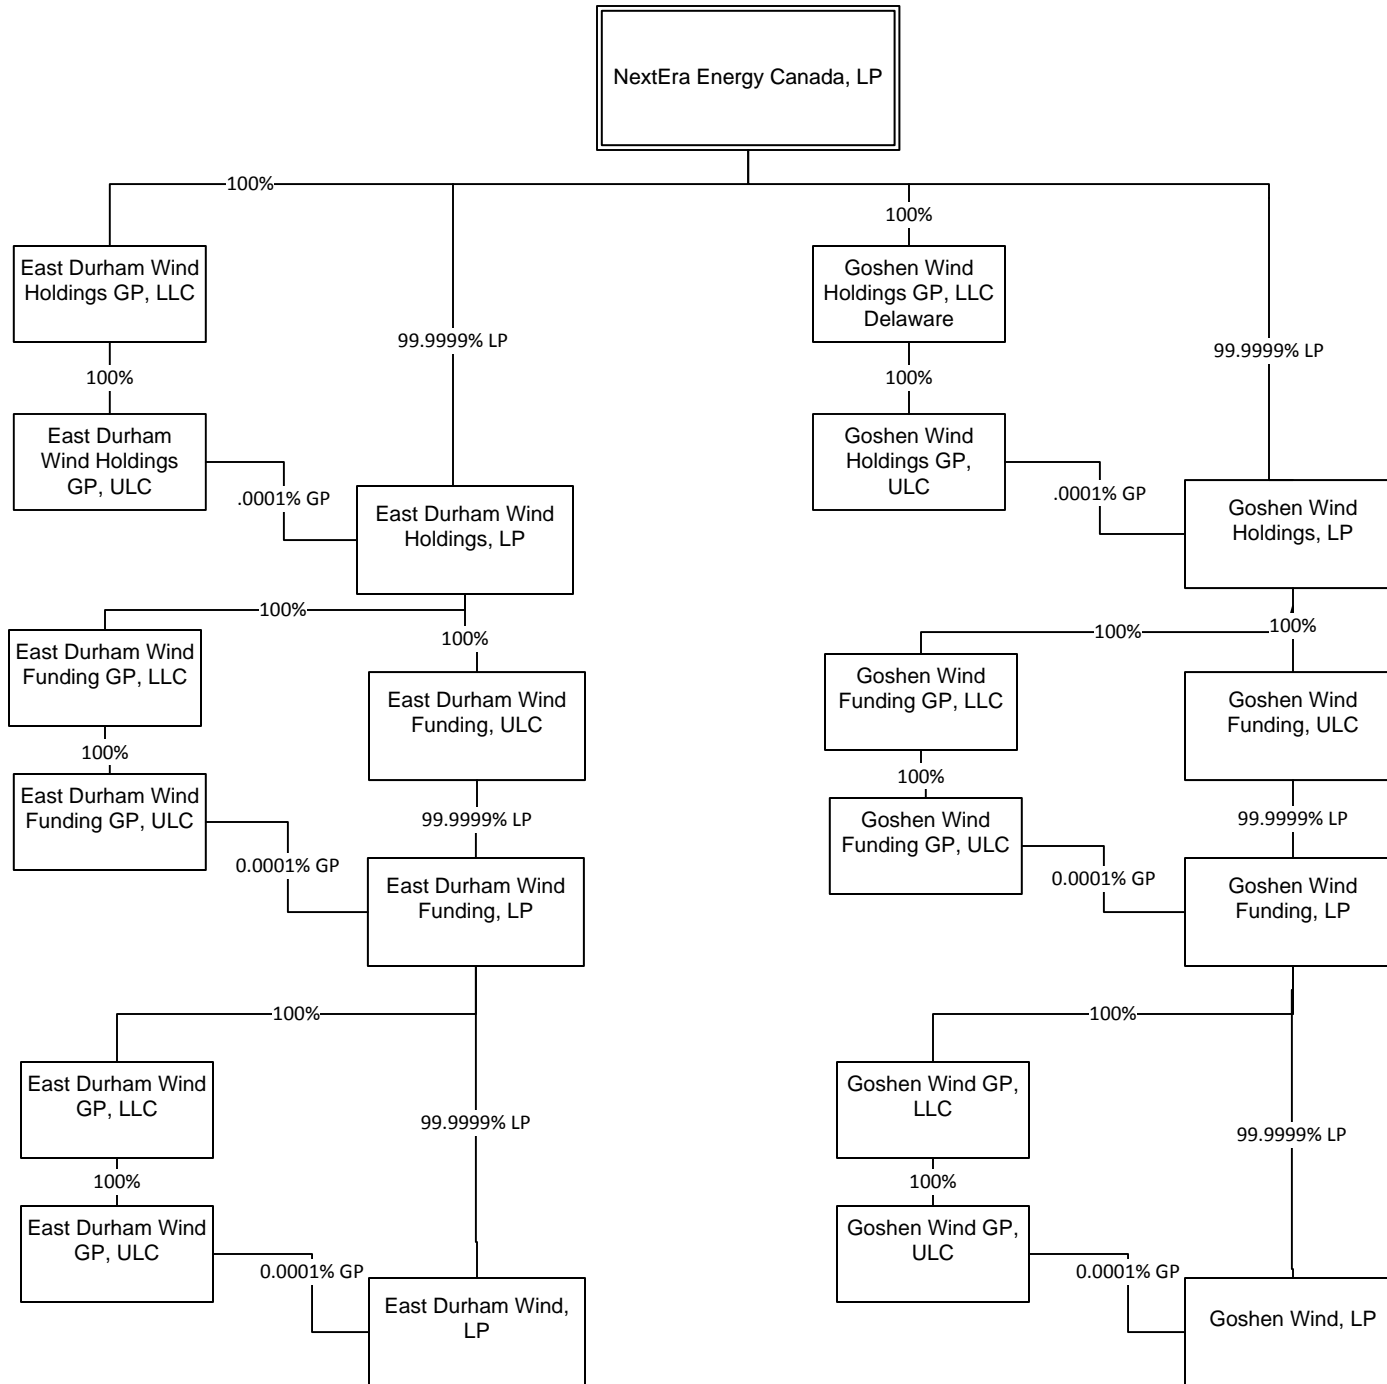 NextEra Energy Canada, LP
100%
100%
East Durham Wind
Holdings GP, LLC
Goshen Wind
Holdings GP, LLC
Delaware
99.9999% LP
99.9999% LP
100%
100%
East Durham
Wind Holdings
GP, ULC
Goshen Wind
Holdings GP,
ULC
.0001% GP
.0001% GP
East Durham Wind
Holdings, LP
Goshen Wind
Holdings, LP
100%
100%
100%
100%
East Durham Wind
Funding GP, LLC
East Durham Wind
Funding, ULC
Goshen Wind
Funding GP, LLC
Goshen Wind
Funding, ULC
100%
100%
East Durham Wind
Funding GP, ULC
99.9999% LP
Goshen Wind
Funding GP, ULC
99.9999% LP
0.0001% GP
0.0001% GP
East Durham Wind
Funding, LP
Goshen Wind
Funding, LP
100%
100%
East Durham Wind
GP, LLC
99.9999% LP
Goshen Wind GP,
LLC
99.9999% LP
100%
100%
East Durham Wind
GP, ULC
Goshen Wind GP,
ULC
0.0001% GP
0.0001% GP
East Durham Wind,
LP
Goshen Wind, LP